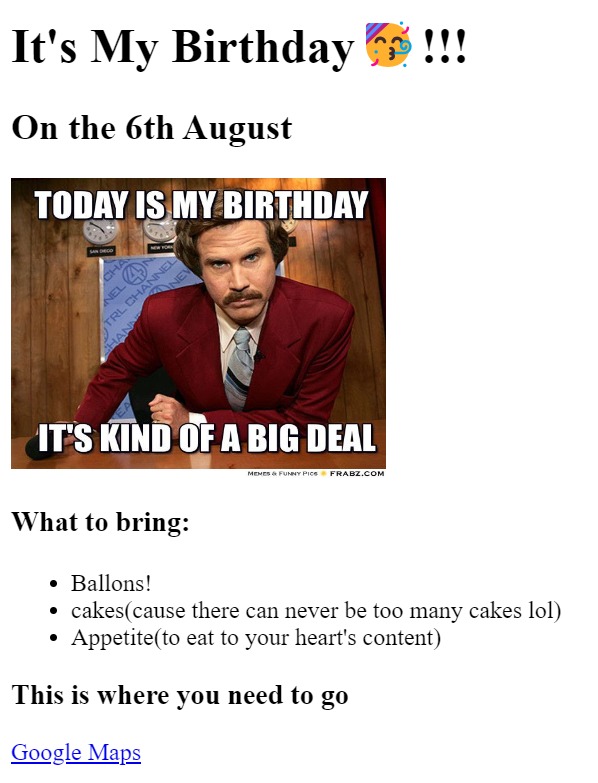 It's My Birthday 🥳 !!!
On the 6th August
TODAY IS MY BIRTHDAY
SAN DIEGO
NEW YORK
CHANNEL
IT'S KIND OF A BIG DEAL
MEMES & FUNNY PICS FRABZ.COM
What to bring:
Ballons!
cakes(cause there can never be too many cakes lol)
Appetite(to eat to your heart's content)
This is where you need to go
Google Maps